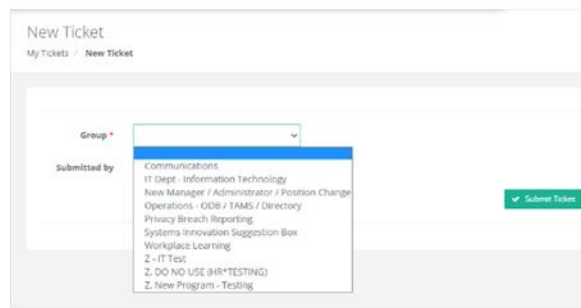 New Ticket
My Tickets / New Ticket
Group *
Submitted by
Communications
IT Dept - Information Technology
New Manager / Administrator / Position Change
Operations - ODB / TAMS / Directory
Privacy Breach Reporting
Systems Innovation Suggestion Box
Workplace Learning
Z - IT Test
Z. DO NO USE (HR*TESTING)
Z. New Program - Testing
Submit Ticket